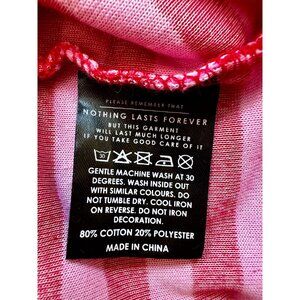 PLEASE REMEMBER THAT
NOTHING LASTS FOREVER
BUT THIS GARMENT
WILL LAST MUCH LONGER
IF YOU TAKE GOOD CARE OF IT
GENTLE MACHINE WASH AT 30
DEGREES. WASH INSIDE OUT
WITH SIMILAR COLOURS. DO
NOT TUMBLE DRY. COOL IRON
ON REVERSE. DO NOT IRON
DECORATION.
80% COTTON 20% POLYESTER
MADE IN CHINA